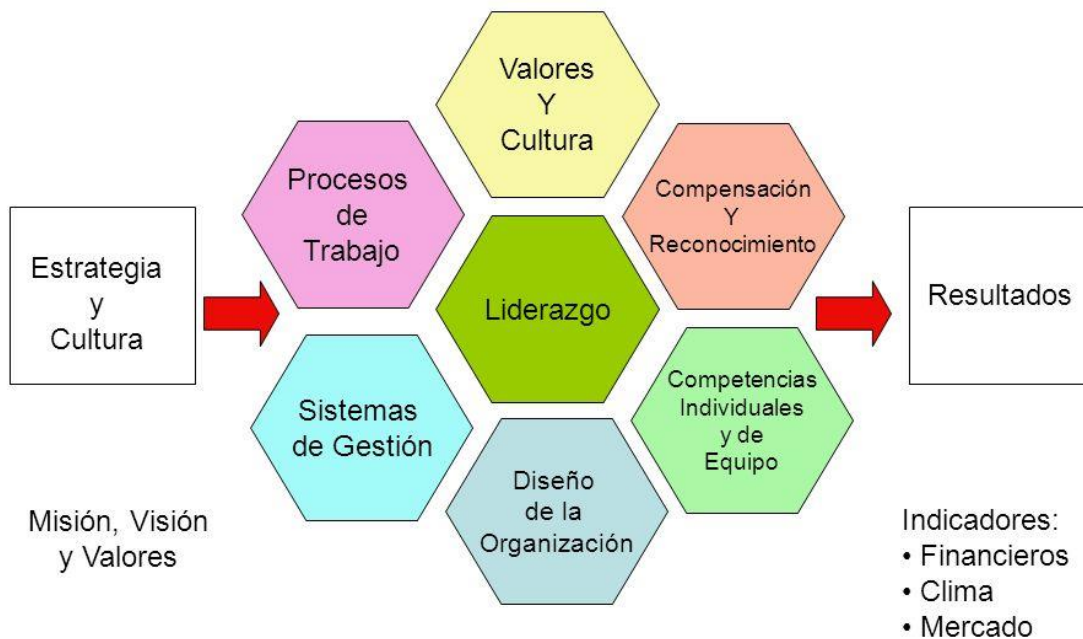 Valores
Y
Cultura
Procesos
de
Trabajo
Compensación
Y
Reconocimiento
Estrategia
y
Cultura
Liderazgo
Resultados
Sistemas
de Gestión
Competencias
Individuales
y de
Equipo
Diseño
de la
Organización
Misión, Visión
y Valores
Indicadores:
• Financieros
• Clima
• Mercado